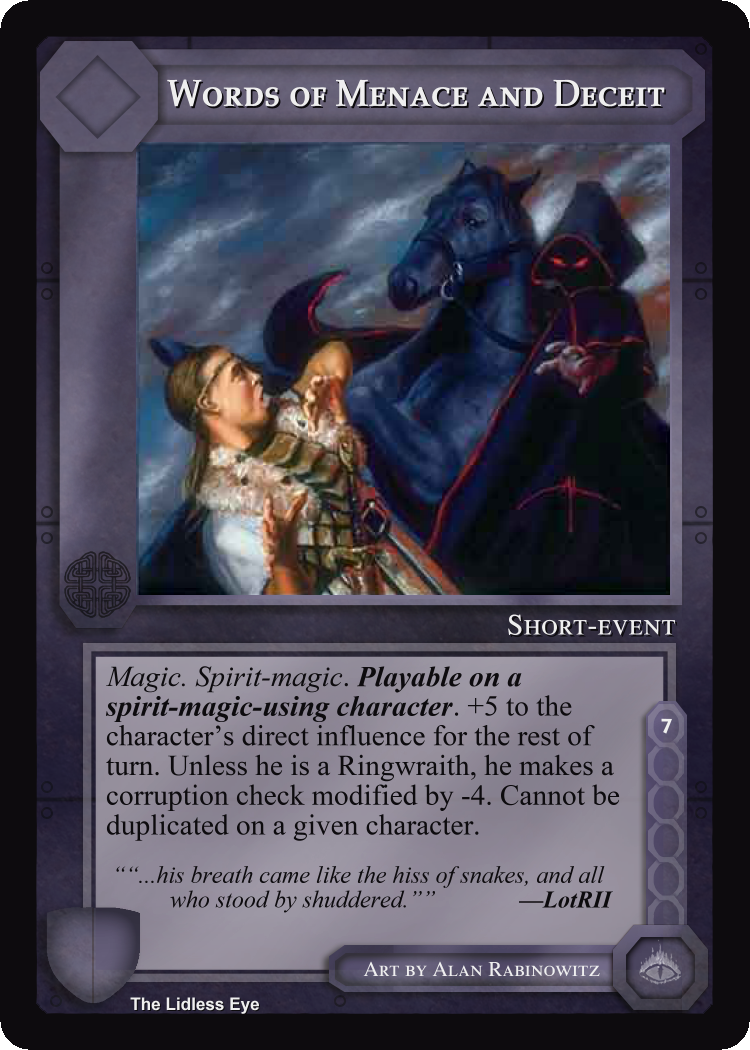 Words of Menace and Deceit
Short-event
Magic. Spirit-magic. Playable on a
spirit-magic-using character. +5 to the
character's direct influence for the rest of
turn. Unless he is a Ringwraith, he makes a
corruption check modified by -4. Cannot be
duplicated on a given character.
7
““...his breath came like the hiss of snakes, and all
who stood by shuddered.”” —LotRII
Art by Alan Rabinowitz
The Lidless Eye